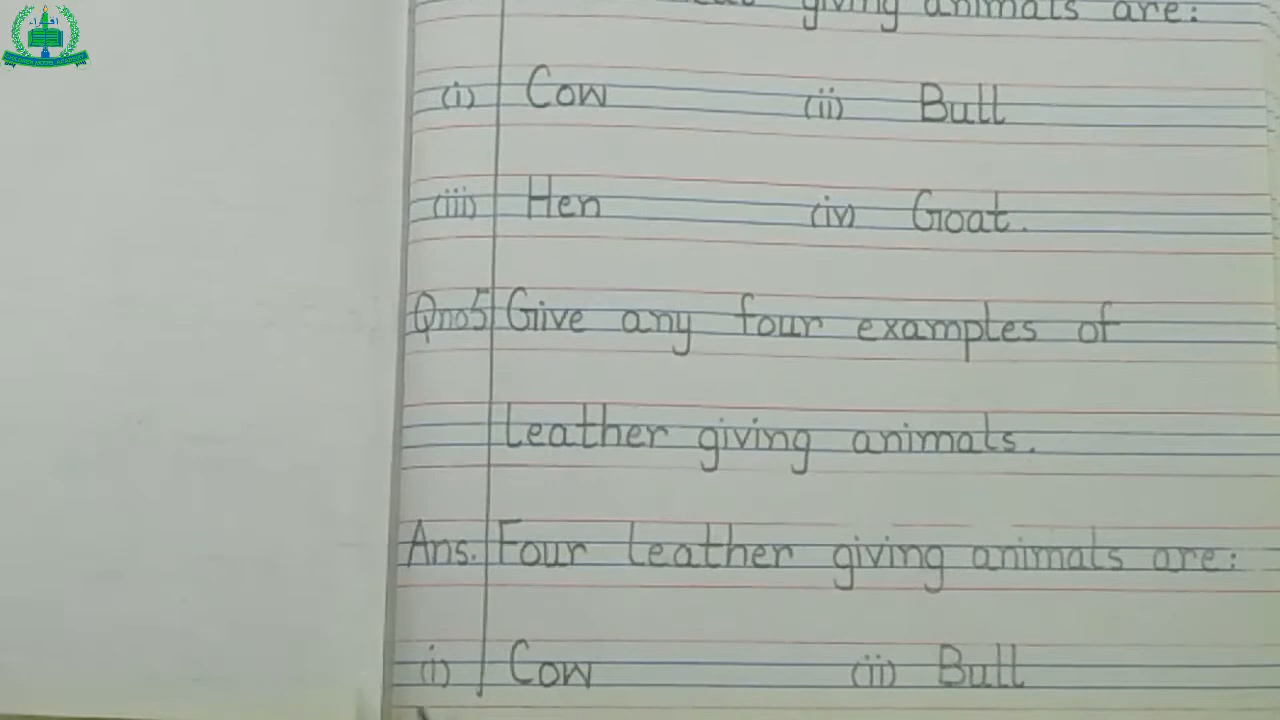 giving animals are:
(i) Cow (ii) Bull
(iii) Hen (iv) Goat.
Qno5 Give any four examples of
leather giving animals.
Ans. Four leather giving animals are:
(i) Cow (ii) Bull